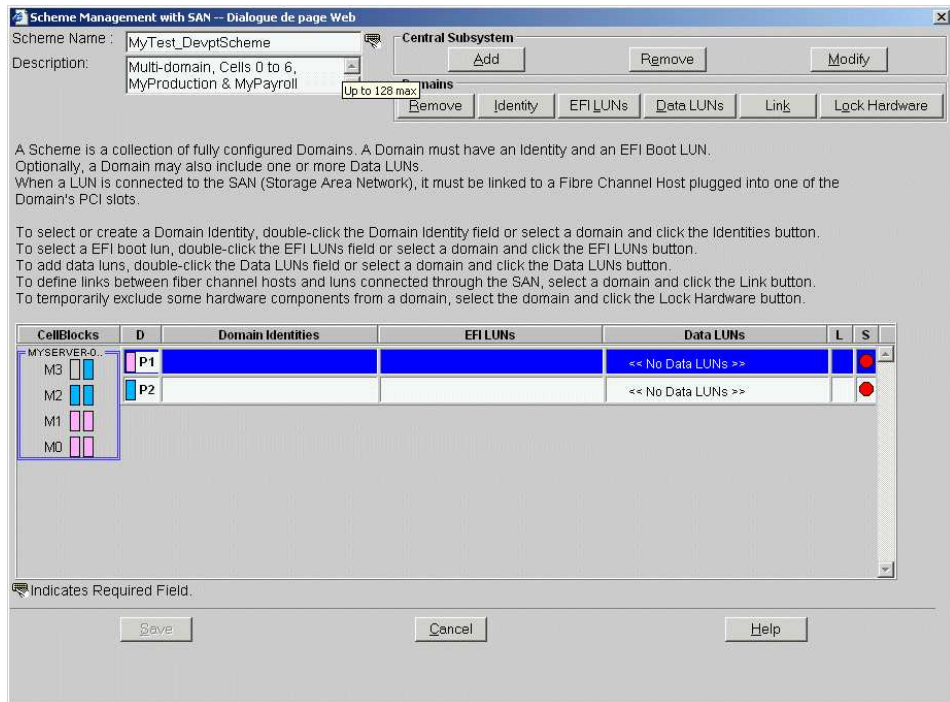 Scheme Management with SAN -- Dialogue de page Web
Scheme Name :
MyTest_DevptScheme
Description:
Multi-domain, Cells 0 to 6,
MyProduction & MyPayroll
Up to 128 max
Central Subsystem
Add
Remove
Modify
mains
Remove
Identity
EFI LUNs
Data LUNs
Link
Lock Hardware
A Scheme is a collection of fully configured Domains. A Domain must have an Identity and an EFI Boot LUN.
Optionally, a Domain may also include one or more Data LUNs.
When a LUN is connected to the SAN (Storage Area Network), it must be linked to a Fibre Channel Host plugged into one of the
Domain's PCI slots.
To select or create a Domain Identity, double-click the Domain Identity field or select a domain and click the Identities button.
To select a EFI boot lun, double-click the EFI LUNs field or select a domain and click the EFI LUNs button.
To add data luns, double-click the Data LUNs field or select a domain and click the Data LUNs button.
To define links between fiber channel hosts and luns connected through the SAN, select a domain and click the Link button.
To temporarily exclude some hardware components from a domain, select the domain and click the Lock Hardware button.
CellBlocks D Domain Identities EFI LUNs Data LUNs L S
MYSERVER-0..
M3
M2
M1
M0
P1 << No Data LUNs >>
P2 << No Data LUNs >>
Indicates Required Field.
Save
Cancel
Help